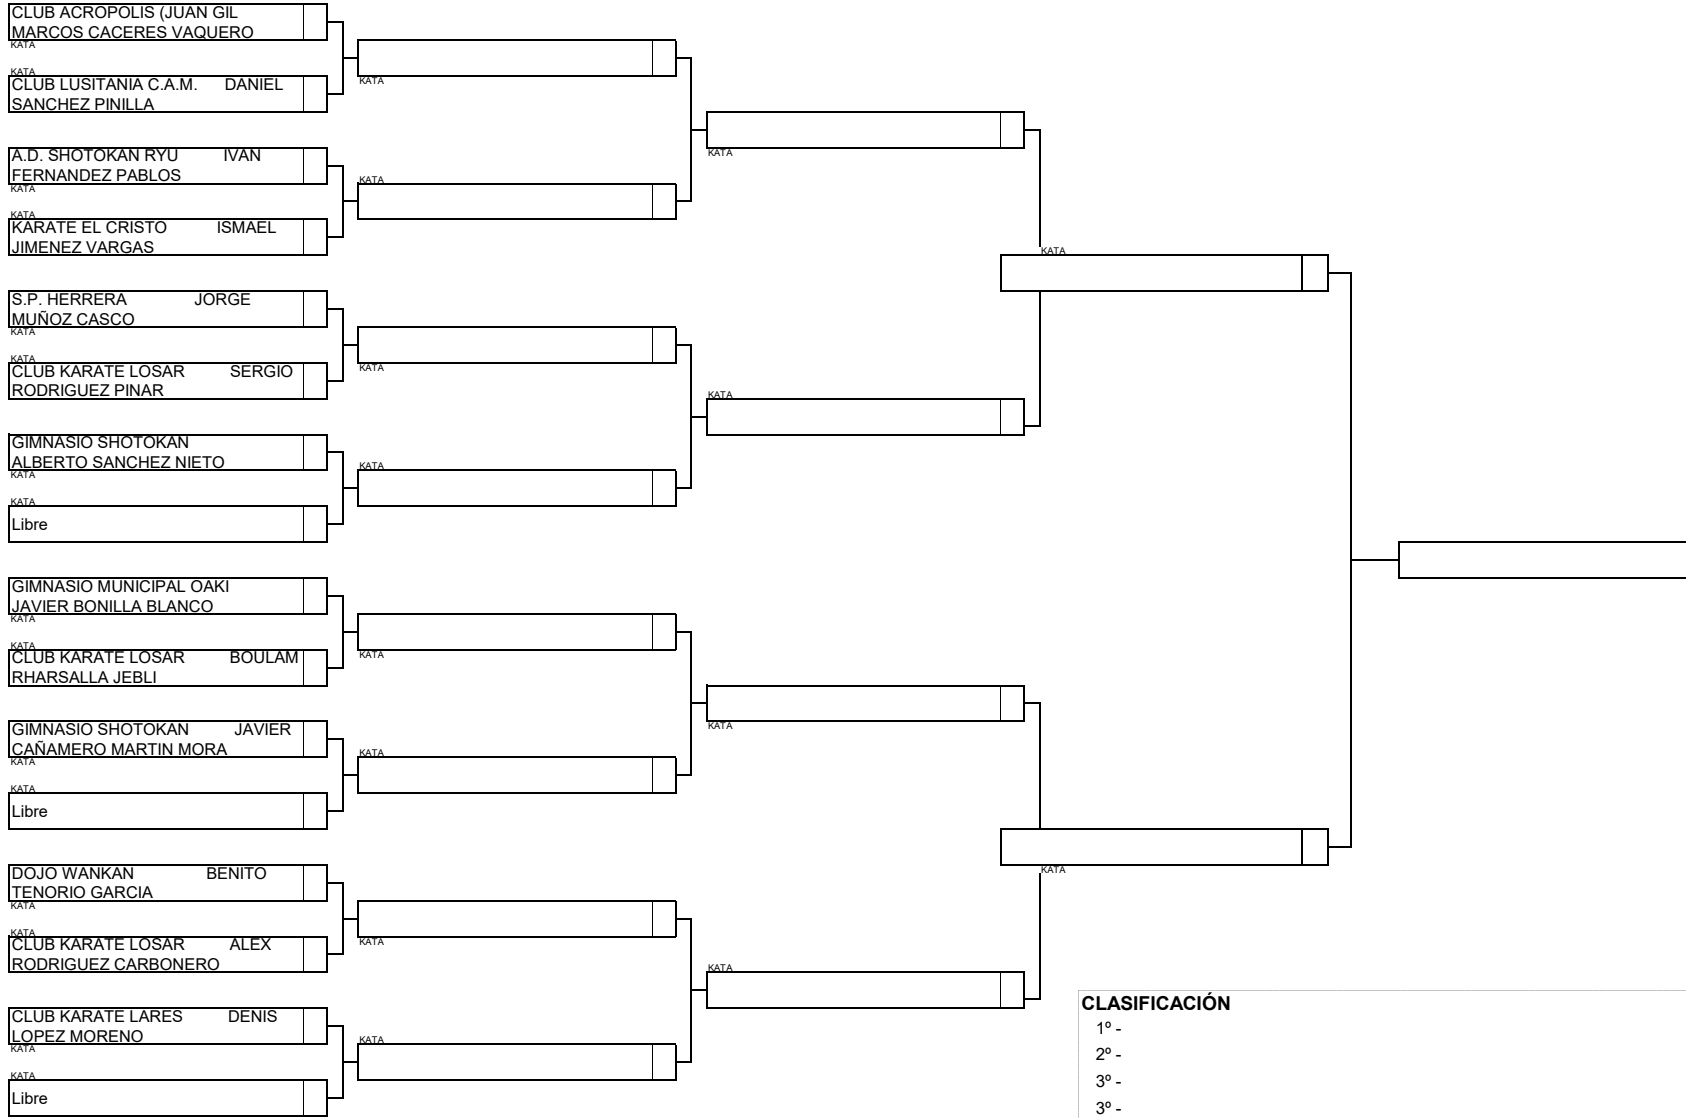 CLUB ACROPOLIS (JUAN GIL
MARCOS CACERES VAQUERO
KATA
KATA
CLUB LUSITANIA C.A.M. DANIEL
SANCHEZ PINILLA
A.D. SHOTOKAN RYU IVAN
FERNANDEZ PABLOS
KATA
KATA
KARATE EL CRISTO ISMAEL
JIMENEZ VARGAS
S.P. HERRERA JORGE
MUÑOZ CASCO
KATA
KATA
CLUB KARATE LOSAR SERGIO
RODRIGUEZ PINAR
GIMNASIO SHOTOKAN
ALBERTO SANCHEZ NIETO
KATA
KATA
Libre
GIMNASIO MUNICIPAL OAKI
JAVIER BONILLA BLANCO
KATA
KATA
CLUB KARATE LOSAR BOULAM
RHARSALLA JEBLI
GIMNASIO SHOTOKAN JAVIER
CAÑAMERO MARTIN MORA
KATA
KATA
Libre
DOJO WANKAN BENITO
TENORIO GARCIA
KATA
KATA
CLUB KARATE LOSAR ALEX
RODRIGUEZ CARBONERO
CLUB KARATE LARES DENIS
LOPEZ MORENO
KATA
KATA
Libre
KATA
KATA
KATA
KATA
KATA
KATA
KATA
KATA
KATA
KATA
KATA
KATA
KATA
KATA
CLASIFICACIÓN
1º -
2º -
3º -
3º -